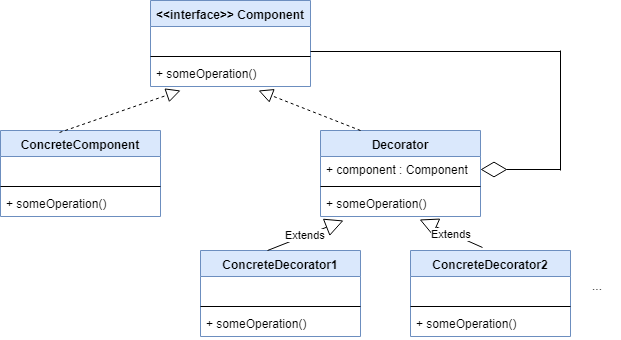 <<interface>> Component
+ someOperation()
ConcreteComponent
+ someOperation()
Decorator
+ component : Component
+ someOperation()
Extends
Extends
ConcreteDecorator1
+ someOperation()
ConcreteDecorator2
+ someOperation()
...